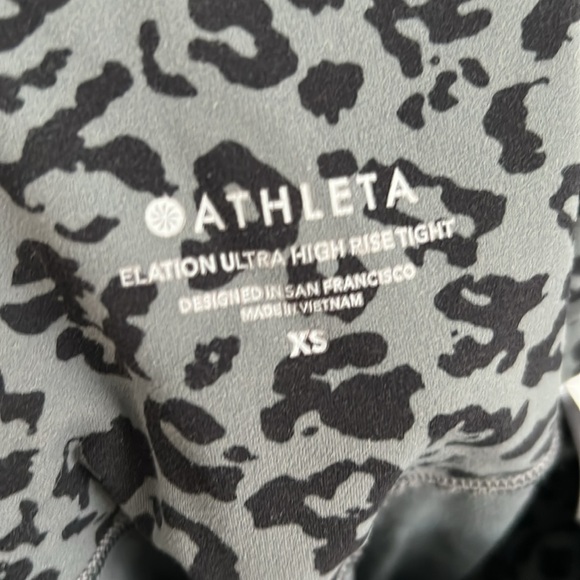 ATHLETA
ELATION ULTRA HIGH RISE TIGHT
DESIGNED IN SAN FRANCISCO
MADE IN VIETNAM
XS